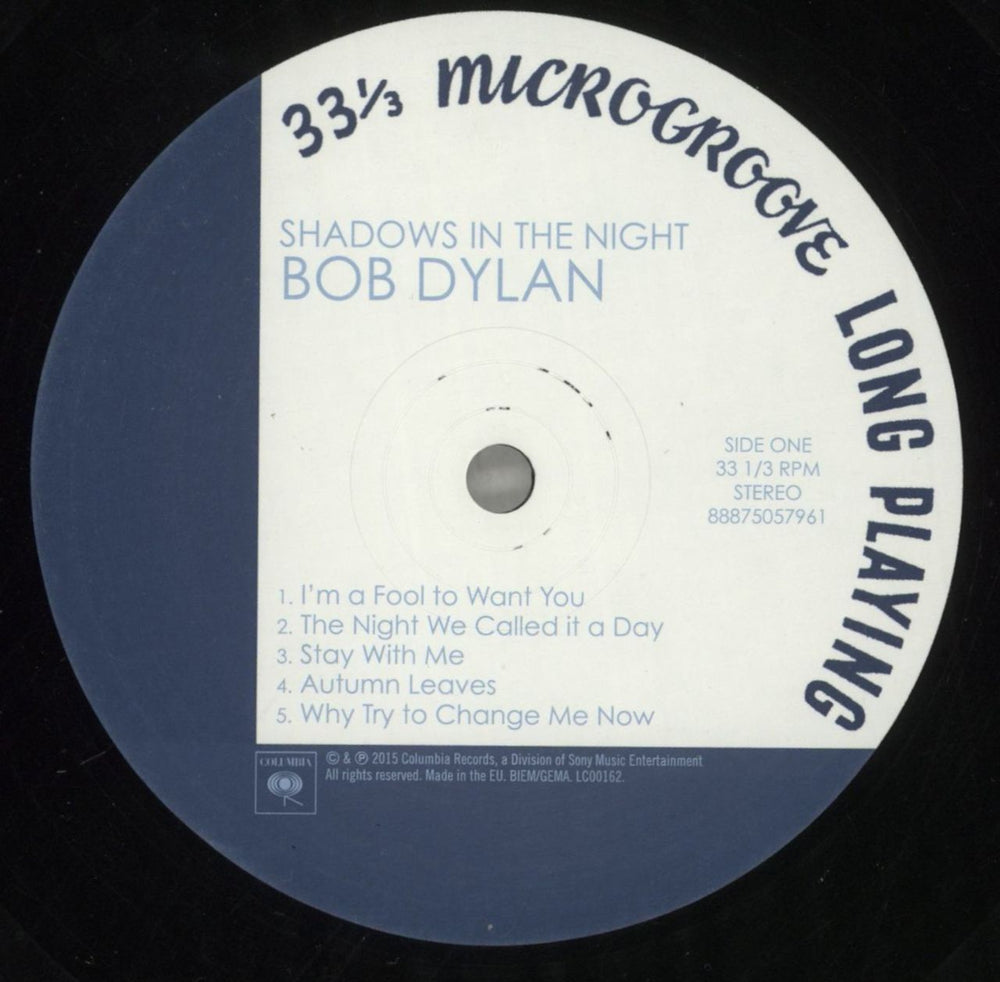 33⅓ MICROGROOVE LONG PLAYING
SHADOWS IN THE NIGHT
BOB DYLAN
SIDE ONE
33 1/3 RPM
STEREO
88875057961
1. I'm a Fool to Want You
2. The Night We Called it a Day
3. Stay With Me
4. Autumn Leaves
5. Why Try to Change Me Now
COLUMBIA
© & ℗ 2015 Columbia Records, a Division of Sony Music Entertainment
All rights reserved. Made in the EU. BIEM/GEMA. LC00162.